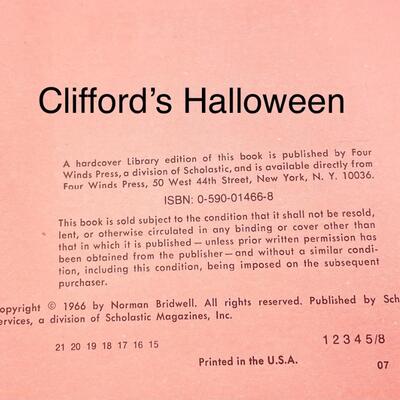 Clifford’s Halloween
A hardcover Library edition of this book is published by Four
Winds Press, a division of Scholastic, and is available directly from
Four Winds Press, 50 West 44th Street, New York, N. Y. 10036.
ISBN: 0-590-01466-8
This book is sold subject to the condition that it shall not be resold,
lent, or otherwise circulated in any binding or cover other than
that in which it is published—unless prior written permission has
been obtained from the publisher—and without a similar condi-
tion, including this condition, being imposed on the subsequent
purchaser.
opyright © 1966 by Norman Bridwell. All rights reserved. Published by Sch
ervices, a division of Scholastic Magazines, Inc.
21 20 19 18 17 16 15
1 2 3 4 5/8
Printed in the U.S.A.
07